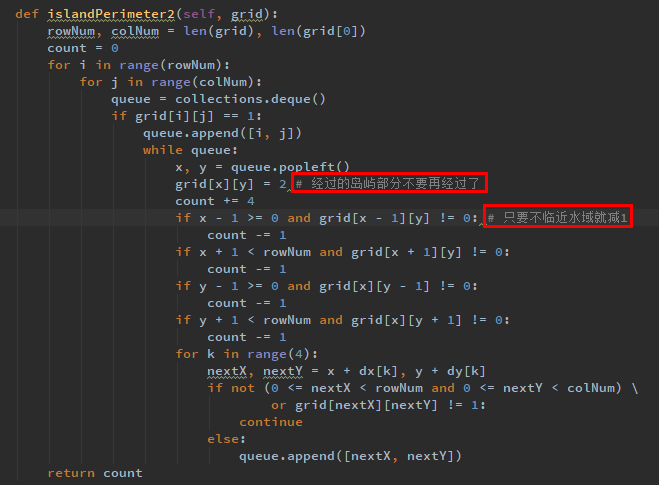 def islandPerimeter2(self, grid):
    rowNum, colNum = len(grid), len(grid[0])
    count = 0
    for i in range(rowNum):
        for j in range(colNum):
            queue = collections.deque()
            if grid[i][j] == 1:
                queue.append([i, j])
                while queue:
                    x, y = queue.popleft()
                    grid[x][y] = 2 # 经过的岛屿部分不要再经过了
                    count += 4
                    if x - 1 >= 0 and grid[x - 1][y] != 0: # 只要不临近水域就减1
                        count -= 1
                    if x + 1 < rowNum and grid[x + 1][y] != 0:
                        count -= 1
                    if y - 1 >= 0 and grid[x][y - 1] != 0:
                        count -= 1
                    if y + 1 < rowNum and grid[x][y + 1] != 0:
                        count -= 1
                    for k in range(4):
                        nextX, nextY = x + dx[k], y + dy[k]
                        if not (0 <= nextX < rowNum and 0 <= nextY < colNum) \
                                or grid[nextX][nextY] != 1:
                            continue
                        else:
                            queue.append([nextX, nextY])
    return count